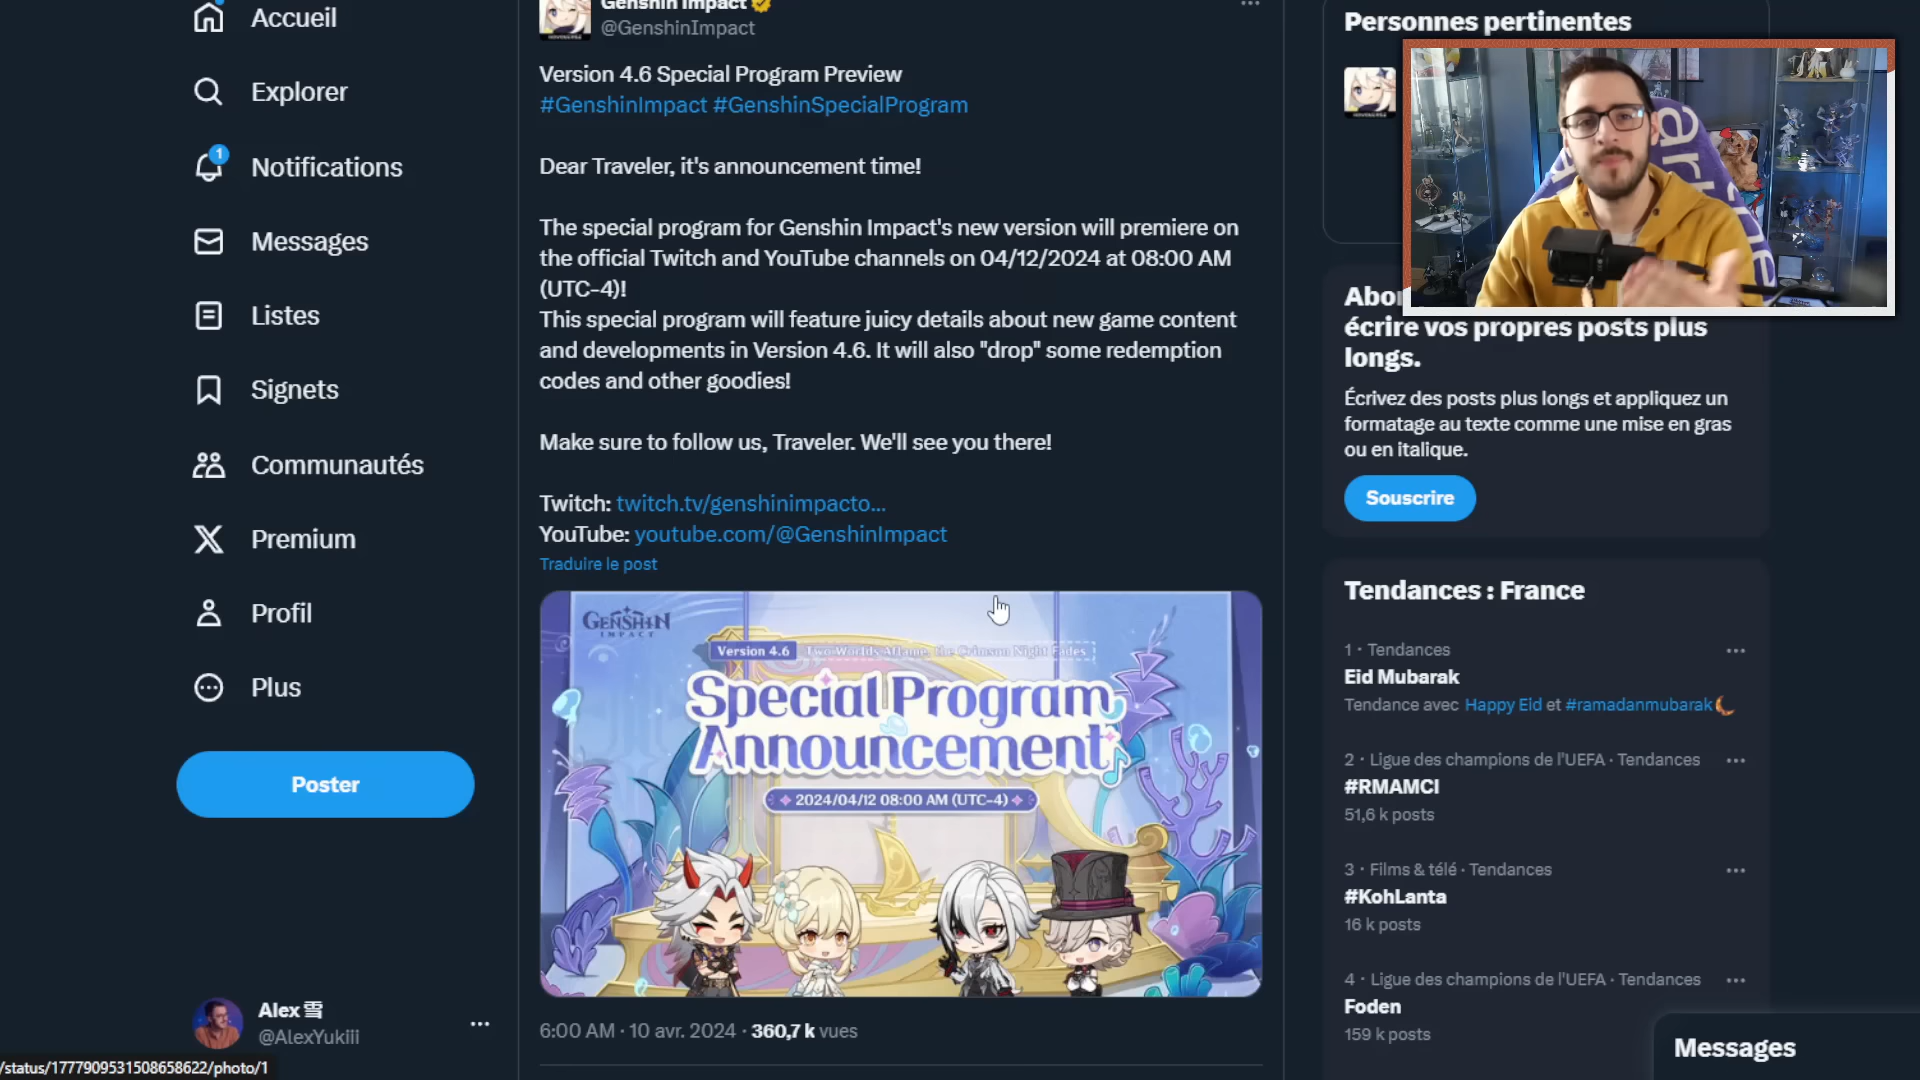 Accueil
Explorer
1
Notifications
Messages
Listes
Signets
Communautés
Premium
Profil
Plus
Poster
Alex 雪
@AlexYukiii
/status/1777909531508658622/photo/1
Genshin Impact
@GenshinImpact
Version 4.6 Special Program Preview
#GenshinImpact #GenshinSpecialProgram
Dear Traveler, it's announcement time!
The special program for Genshin Impact's new version will premiere on
the official Twitch and YouTube channels on 04/12/2024 at 08:00 AM
(UTC-4)!
This special program will feature juicy details about new game content
and developments in Version 4.6. It will also "drop" some redemption
codes and other goodies!
Make sure to follow us, Traveler. We'll see you there!
Twitch: twitch.tv/genshinimpacto...
YouTube: youtube.com/@GenshinImpact
Traduire le post
GENSHIN
IMPACT
Version 4.6 Two Worlds Aflame, the Crimson Night Fades
Special Program
Announcement
2024/04/12 08:00 AM (UTC-4)
6:00 AM · 10 avr. 2024 · 360,7 k vues
Personnes pertinentes
écrire vos propres posts plus
longs.
Écrivez des posts plus longs et appliquez un
formatage au texte comme une mise en gras
ou en italique.
Souscrire
Tendances : France
1 · Tendances
Eid Mubarak
Tendance avec Happy Eid et #ramadanmubarak
2 · Ligue des champions de l'UEFA · Tendances
#RMAMCI
51,6 k posts
3 · Films & télé · Tendances
#KohLanta
16 k posts
4 · Ligue des champions de l'UEFA · Tendances
Foden
159 k posts
Messages